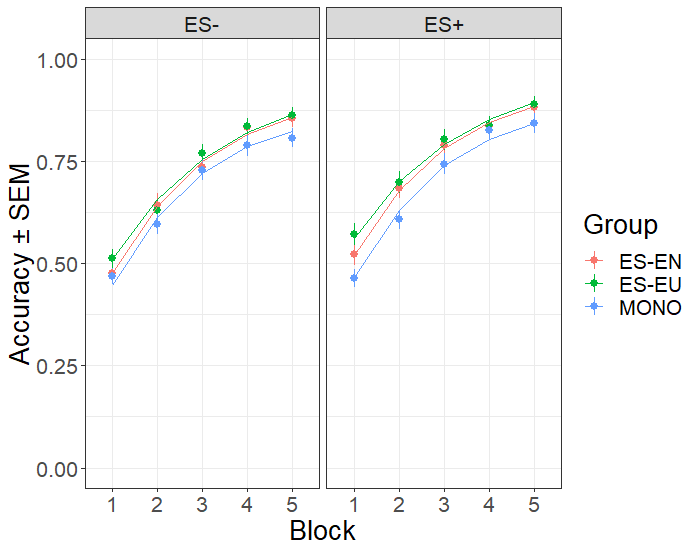 ES-
ES+
Accuracy ± SEM
1.00
0.75
0.50
0.25
0.00
1 2 3 4 5
1 2 3 4 5
Block
Group
ES-EN
ES-EU
MONO